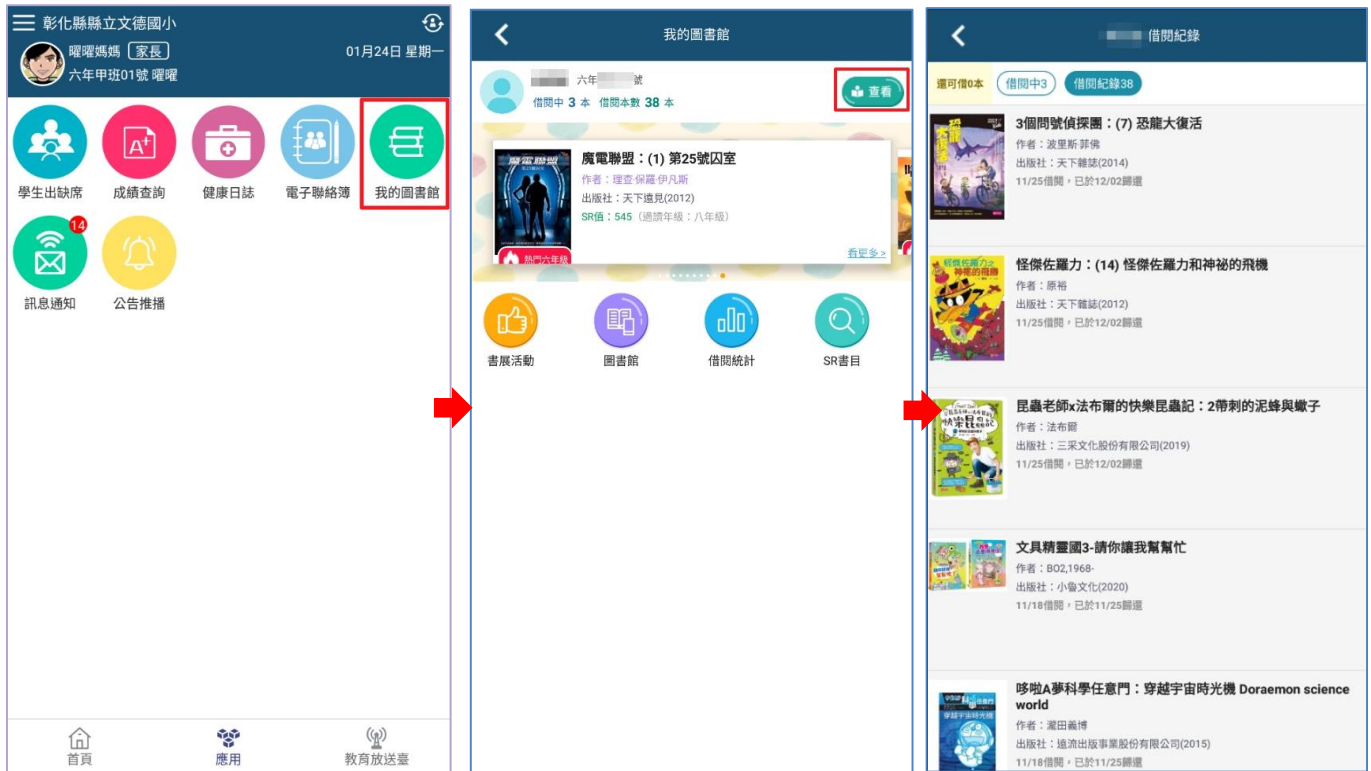 彰化縣縣立文德國小
曜曜媽媽 家長
01月24日 星期一
六年甲班01號 曜曜
學生出缺席
成績查詢
健康日誌
電子聯絡簿
我的圖書館
14
訊息通知
公告推播
首頁
應用
教育放送臺
我的圖書館
六年 號
借閱中 3 本 借閱本數 38 本
查看
魔電聯盟
魔電聯盟：(1) 第25號囚室
作者：理查·保羅·伊凡斯
出版社：天下遠見(2012)
SR值：545（適讀年級：八年級）
熱門六年級
看更多>
書展活動
圖書館
借閱統計
SR書目
借閱紀錄
還可借0本
借閱中3
借閱紀錄38
3個問號偵探團：(7) 恐龍大復活
作者：波里斯·菲佛
出版社：天下雜誌(2014)
11/25借閱，已於12/02歸還
怪傑佐羅力：(14) 怪傑佐羅力和神祕的飛機
作者：原裕
出版社：天下雜誌(2012)
11/25借閱，已於12/02歸還
昆蟲老師x法布爾的快樂昆蟲記：2帶刺的泥蜂與蠍子
作者：法布爾
出版社：三采文化股份有限公司(2019)
11/25借閱，已於12/02歸還
文具精靈國3-請你讓我幫幫忙
作者：BO2,1968-
出版社：小魯文化(2020)
11/18借閱，已於11/25歸還
哆啦A夢科學任意門：穿越宇宙時光機 Doraemon science
world
作者：瀧田義博
出版社：遠流出版事業股份有限公司(2015)
11/18借閱，已於11/25歸還